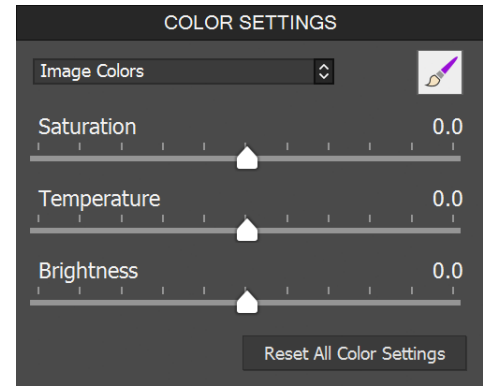 COLOR SETTINGS
Image Colors
Saturation 0.0
Temperature 0.0
Brightness 0.0
Reset All Color Settings